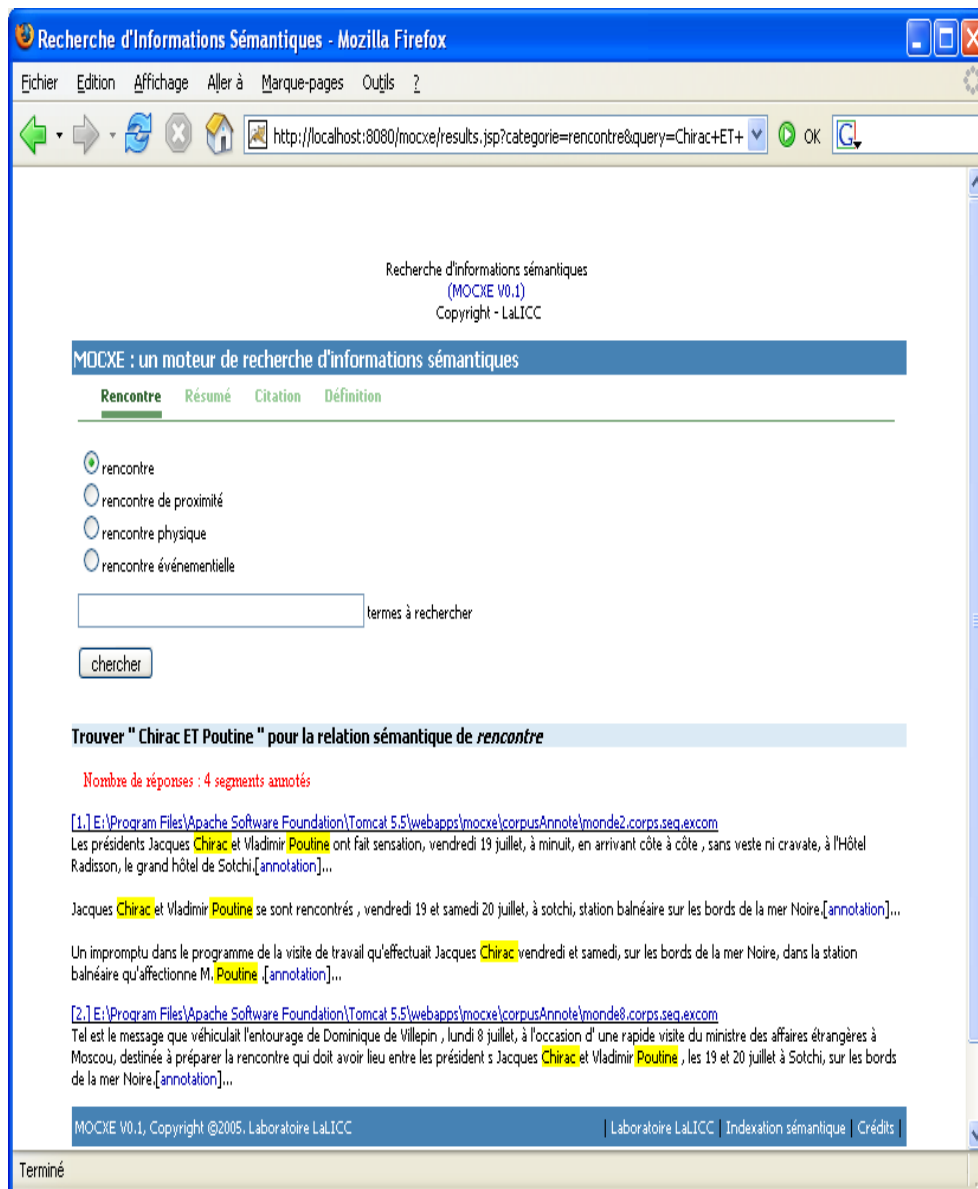 Recherche d'Informations Sémantiques - Mozilla Firefox
Fichier Edition Affichage Aller à Marque-pages Outils ?
http://localhost:8080/mocxe/results.jsp?categorie=rencontre&query=Chirac+ET+ OK G
Recherche d'informations sémantiques
(MOCXE V0.1)
Copyright - LaLICC
MOCXE : un moteur de recherche d'informations sémantiques
Rencontre Résumé Citation Définition
rencontre
rencontre de proximité
rencontre physique
rencontre événementielle
termes à rechercher
chercher
Trouver " Chirac ET Poutine " pour la relation sémantique de rencontre
Nombre de réponses : 4 segments annotés
[1.] E:\Program Files\Apache Software Foundation\Tomcat 5.5\webapps\mocxe\corpusAnnote\monde2.corps.seg.excom
Les présidents Jacques Chirac et Vladimir Poutine ont fait sensation, vendredi 19 juillet, à minuit, en arrivant côte à côte , sans veste ni cravate, à l'Hôtel
Radisson, le grand hôtel de Sotchi.[annotation]...
Jacques Chirac et Vladimir Poutine se sont rencontrés , vendredi 19 et samedi 20 juillet, à sotchi, station balnéaire sur les bords de la mer Noire.[annotation]...
Un impromptu dans le programme de la visite de travail qu'effectuait Jacques Chirac vendredi et samedi, sur les bords de la mer Noire, dans la station
balnéaire qu'affectionne M. Poutine .[annotation]...
[2.] E:\Program Files\Apache Software Foundation\Tomcat 5.5\webapps\mocxe\corpusAnnote\monde8.corps.seg.excom
Tel est le message que véhiculait l'entourage de Dominique de Villepin , lundi 8 juillet, à l'occasion d' une rapide visite du ministre des affaires étrangères à
Moscou, destinée à préparer la rencontre qui doit avoir lieu entre les président s Jacques Chirac et Vladimir Poutine , les 19 et 20 juillet à Sotchi, sur les bords
de la mer Noire.[annotation]...
MOCXE V0.1, Copyright @2005. Laboratoire LaLICC | Laboratoire LaLICC | Indexation sémantique | Crédits |
Terminé